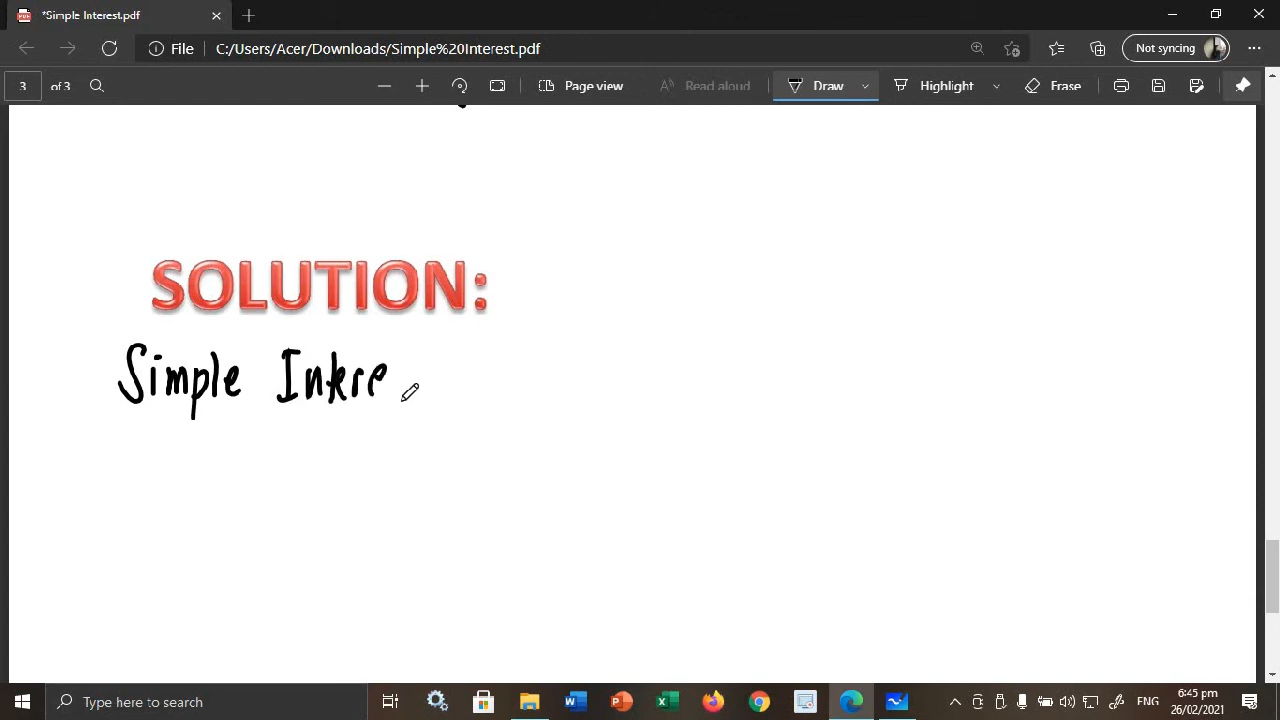 *Simple Interest.pdf
File C:/Users/Acer/Downloads/Simple%20Interest.pdf Not syncing
3 of 3 Page view Read aloud Draw Highlight Erase
SOLUTION:
Simple Intere
Type here to search ENG 6:45 pm
26/02/2021